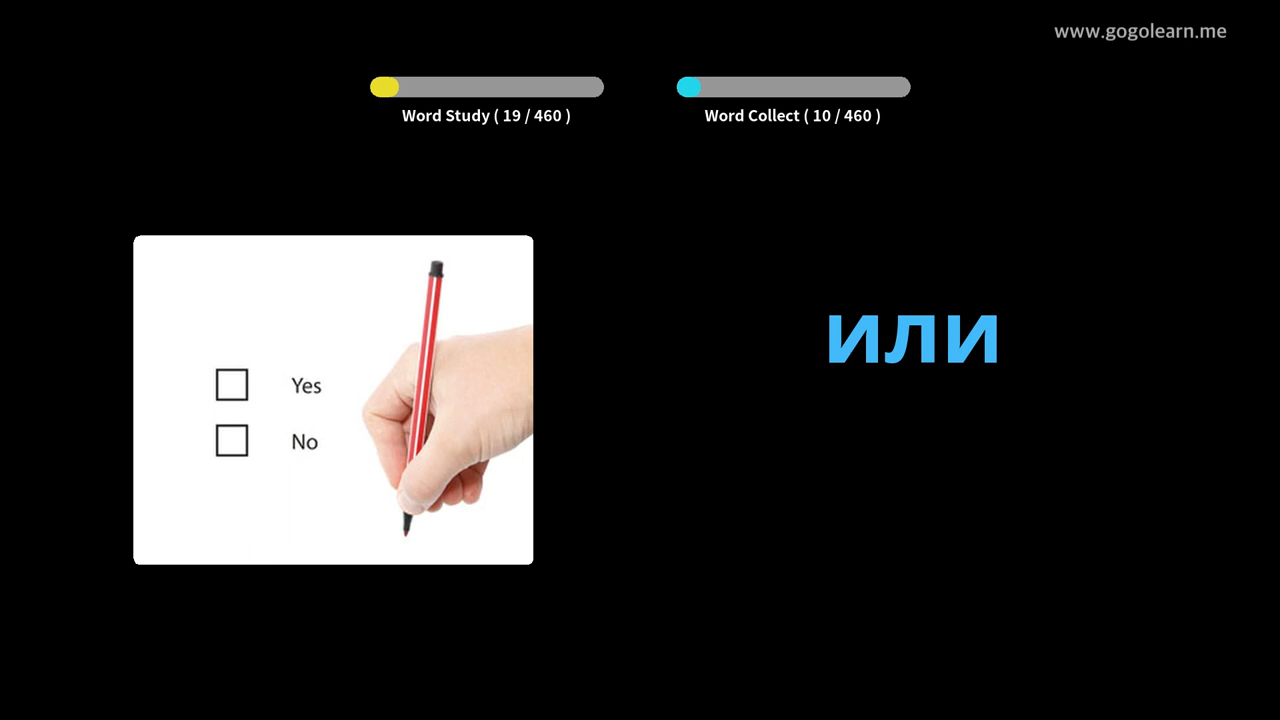 www.gogolearn.me
Word Study ( 19 / 460 )
Word Collect ( 10 / 460 )
или
Yes
No